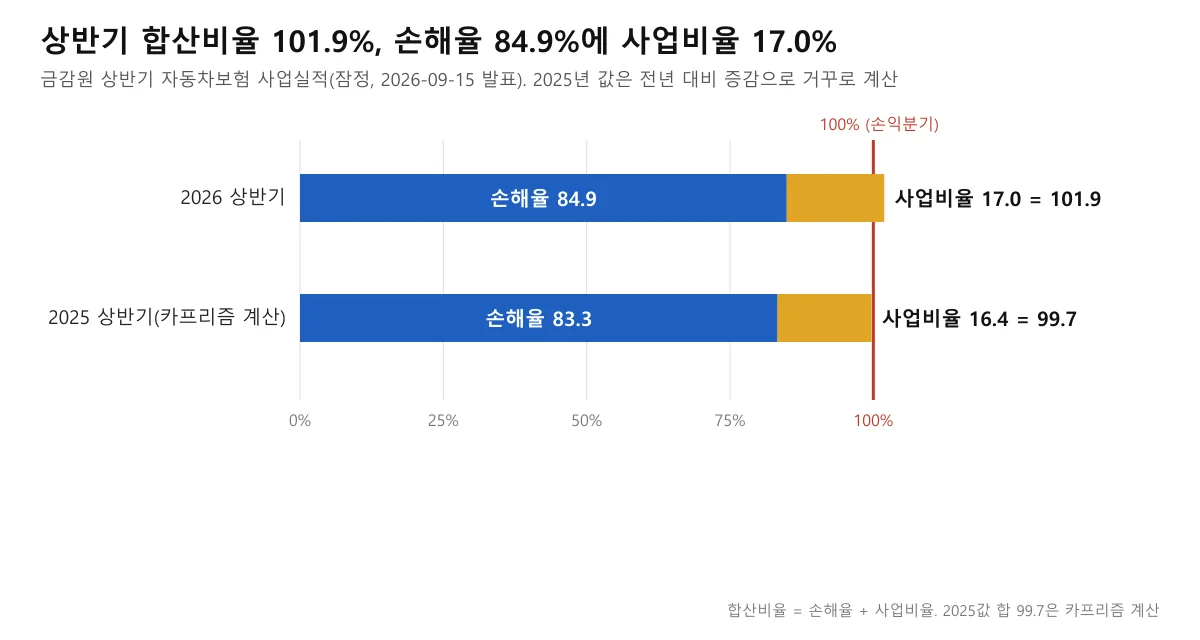 상반기 합산비율 101.9%, 손해율 84.9%에 사업비율 17.0%
금감원 상반기 자동차보험 사업실적(잠정, 2026-09-15 발표). 2025년 값은 전년 대비 증감으로 거꾸로 계산
100% (손익분기)
2026 상반기
손해율 84.9
사업비율 17.0 = 101.9
2025 상반기(카프리즘 계산)
손해율 83.3
사업비율 16.4 = 99.7
0%
25%
50%
75%
100%
합산비율 = 손해율 + 사업비율. 2025값 합 99.7은 카프리즘 계산